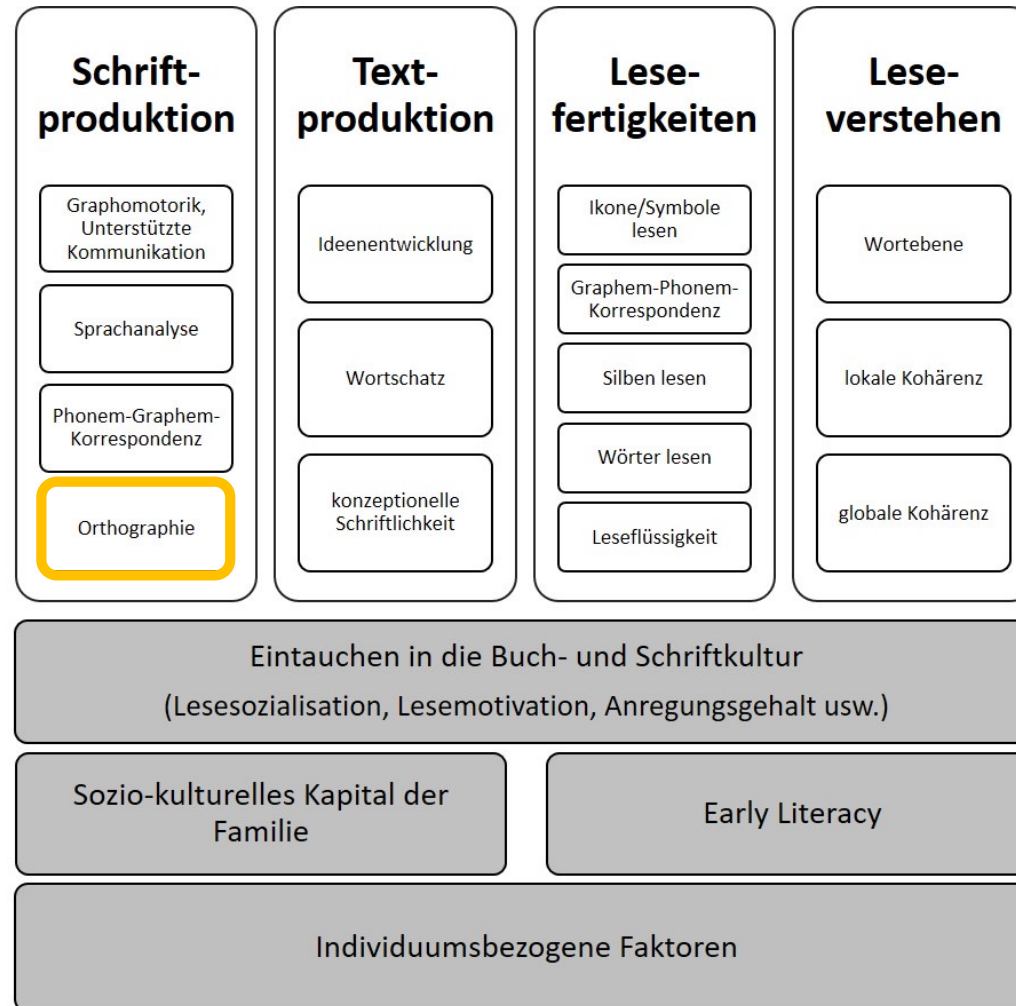 Schrift-
produktion
Graphomotorik,
Unterstützte
Kommunikation
Sprachanalyse
Phonem-Graphem-
Korrespondenz
Orthographie
Text-
produktion
Ideenentwicklung
Wortschatz
konzeptionelle
Schriftlichkeit
Lese-
fertigkeiten
Ikone/Symbole
lesen
Graphem-Phonem-
Korrespondenz
Silben lesen
Wörter lesen
Leseflüssigkeit
Lese-
verstehen
Wortebene
lokale Kohärenz
globale Kohärenz
Eintauchen in die Buch- und Schriftkultur
(Lesesozialisation, Lesemotivation, Anregungsgehalt usw.)
Sozio-kulturelles Kapital der
Familie
Early Literacy
Individuumsbezogene Faktoren